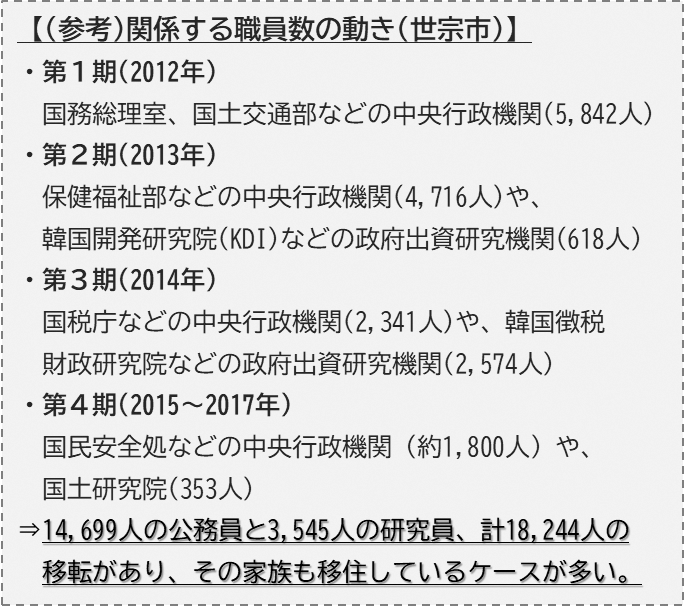 【(参考)関係する職員数の動き(世宗市)】
・第１期(2012年)
国務総理室、国土交通部などの中央行政機関(5,842人)
・第２期(2013年)
保健福祉部などの中央行政機関(4,716人)や、
韓国開発研究院(KDI)などの政府出資研究機関(618人)
・第３期(2014年)
国税庁などの中央行政機関(2,341人)や、韓国徴税
財政研究院などの政府出資研究機関(2,574人)
・第４期(2015～2017年)
国民安全処などの中央行政機関（約1,800人）や、
国土研究院(353人)
⇒14,699人の公務員と3,545人の研究員、計18,244人の
移転があり、その家族も移住しているケースが多い。